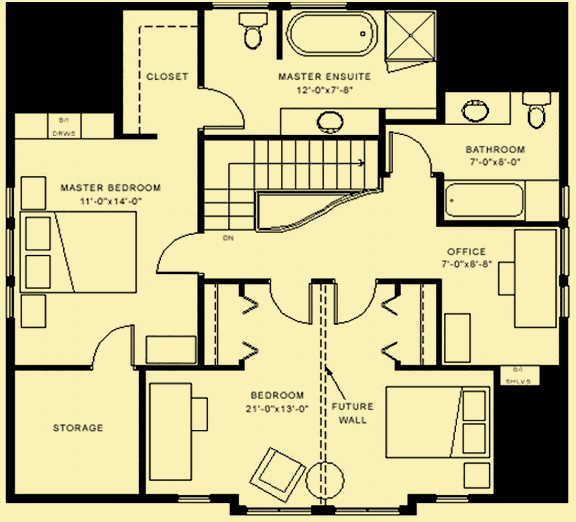 CLOSET
MASTER ENSUITE
12'-0"x7'-8"
B/I
DRWS
BATHROOM
7'-0"x8'-0"
MASTER BEDROOM
11'-0"x14'-0"
DN
OFFICE
7'-0"x8'-8"
B/I
SHLVS
BEDROOM
21'-0"x13'-0"
FUTURE
WALL
STORAGE